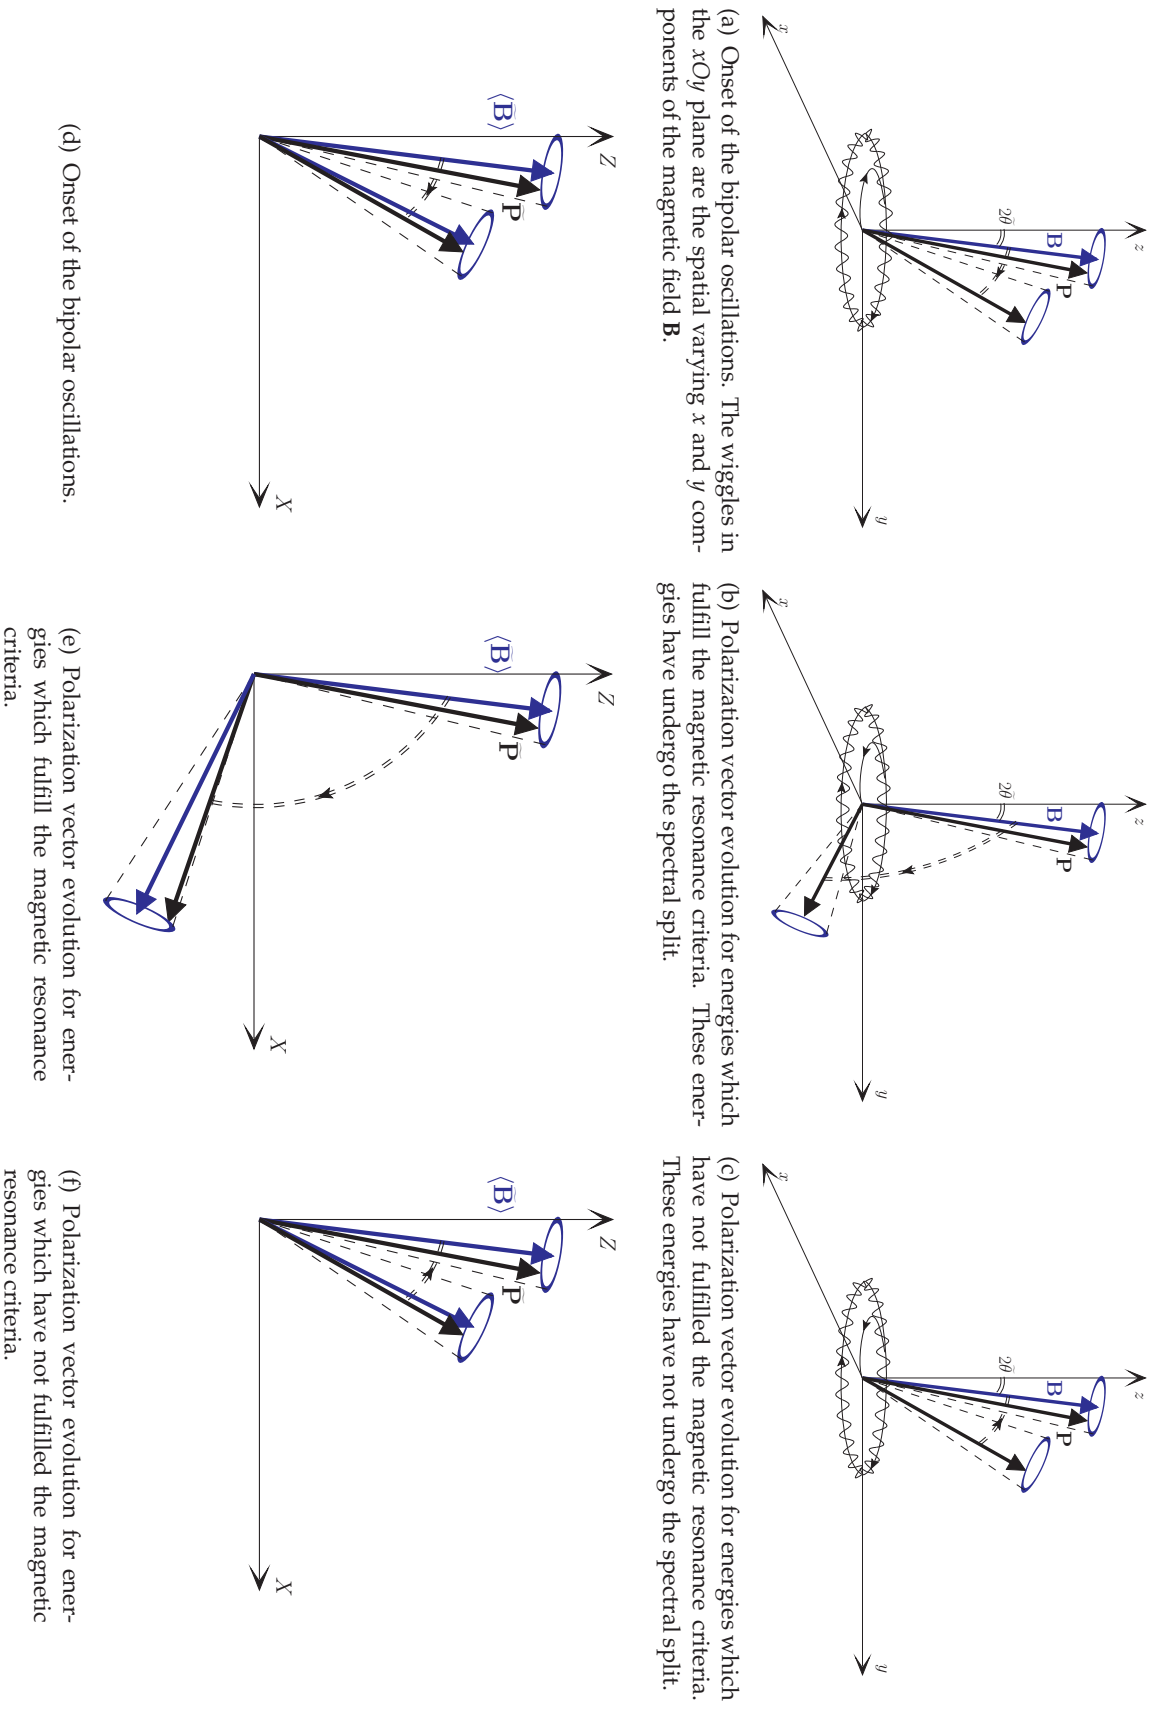 z
2θ̃
B
P
x
y
(a) Onset of the bipolar oscillations. The wiggles in
the xOy plane are the spatial varying x and y com-
ponents of the magnetic field B.
z
2θ̃
B
P
x
y
(b) Polarization vector evolution for energies which
fulfill the magnetic resonance criteria. These ener-
gies have undergo the spectral split.
z
2θ̃
B
P
x
y
(c) Polarization vector evolution for energies which
have not fulfilled the magnetic resonance criteria.
These energies have not undergo the spectral split.
Z
⟨B̃⟩
P̃
X
(d) Onset of the bipolar oscillations.
Z
⟨B̃⟩
P̃
X
(e) Polarization vector evolution for ener-
gies which fulfill the magnetic resonance
criteria.
Z
⟨B̃⟩
P̃
X
(f) Polarization vector evolution for ener-
gies which have not fulfilled the magnetic
resonance criteria.